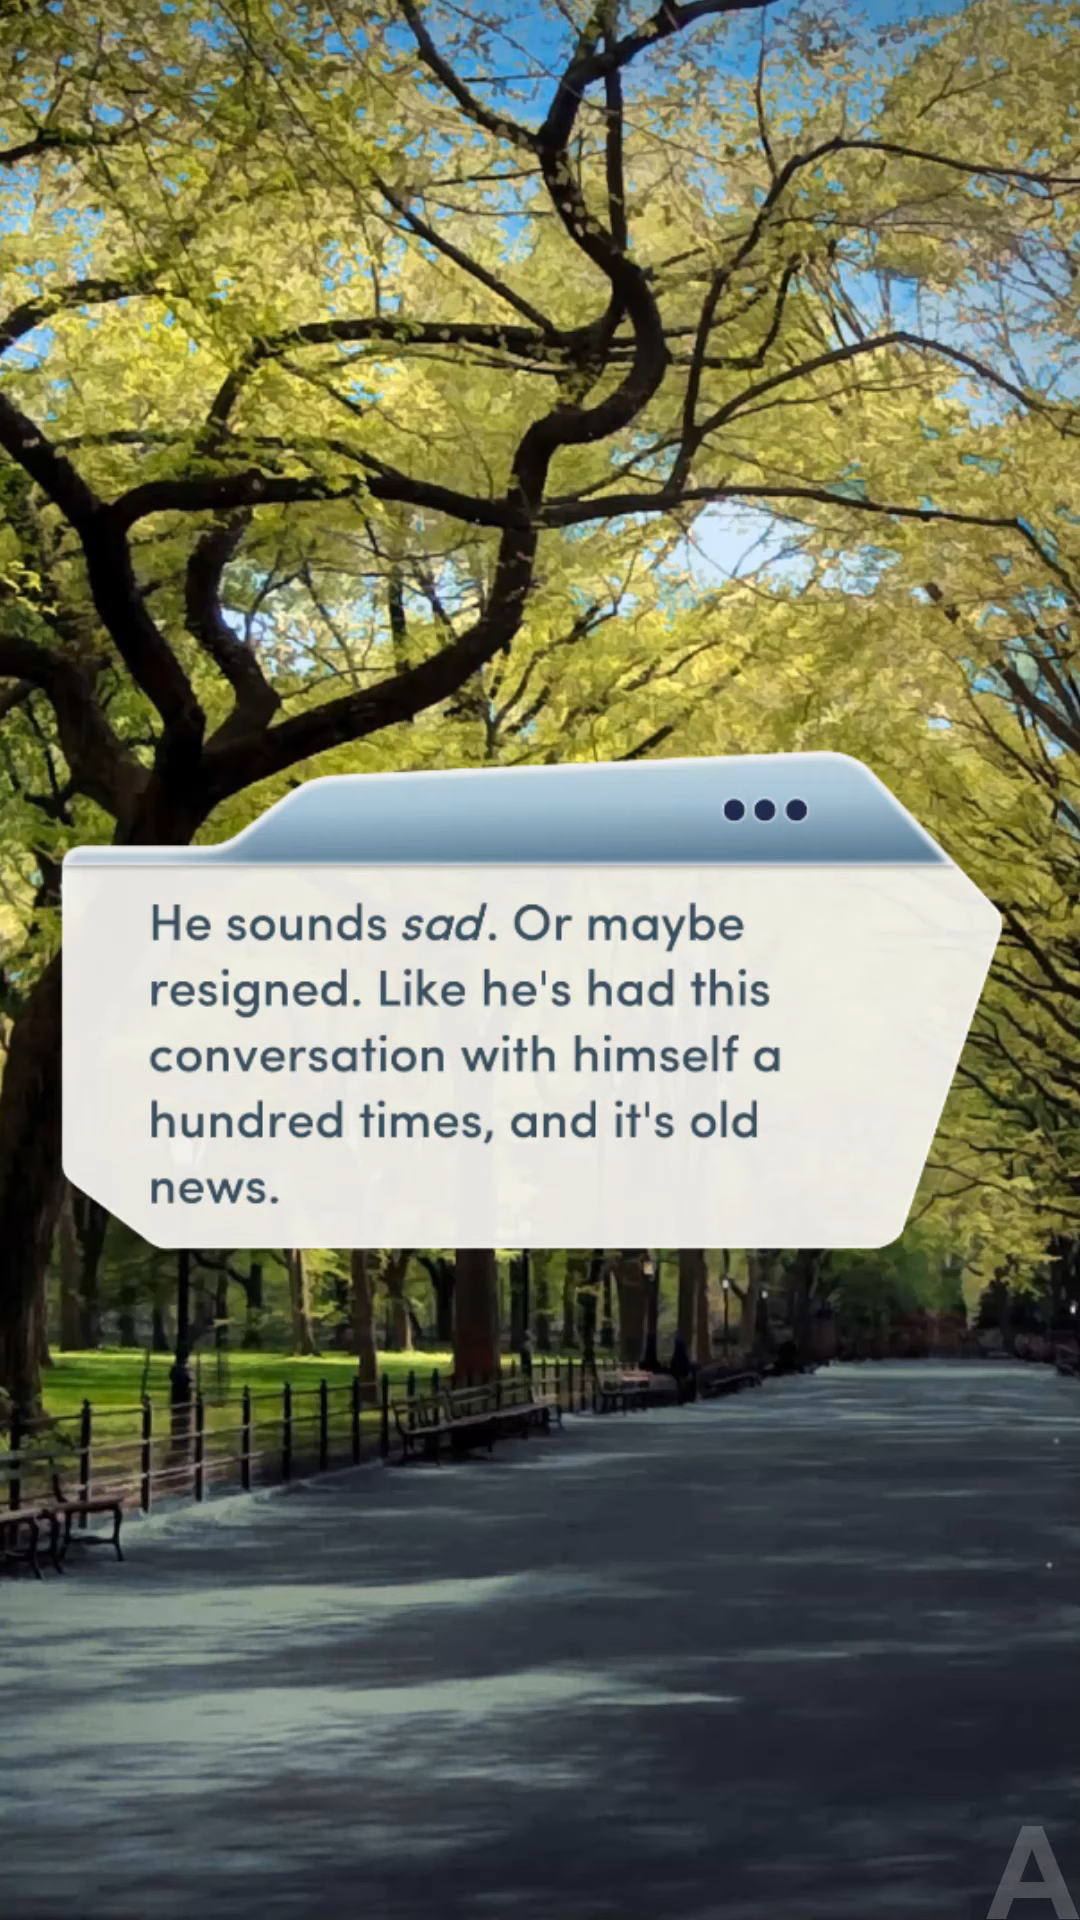 He sounds sad. Or maybe
resigned. Like he's had this
conversation with himself a
hundred times, and it's old
news.
A